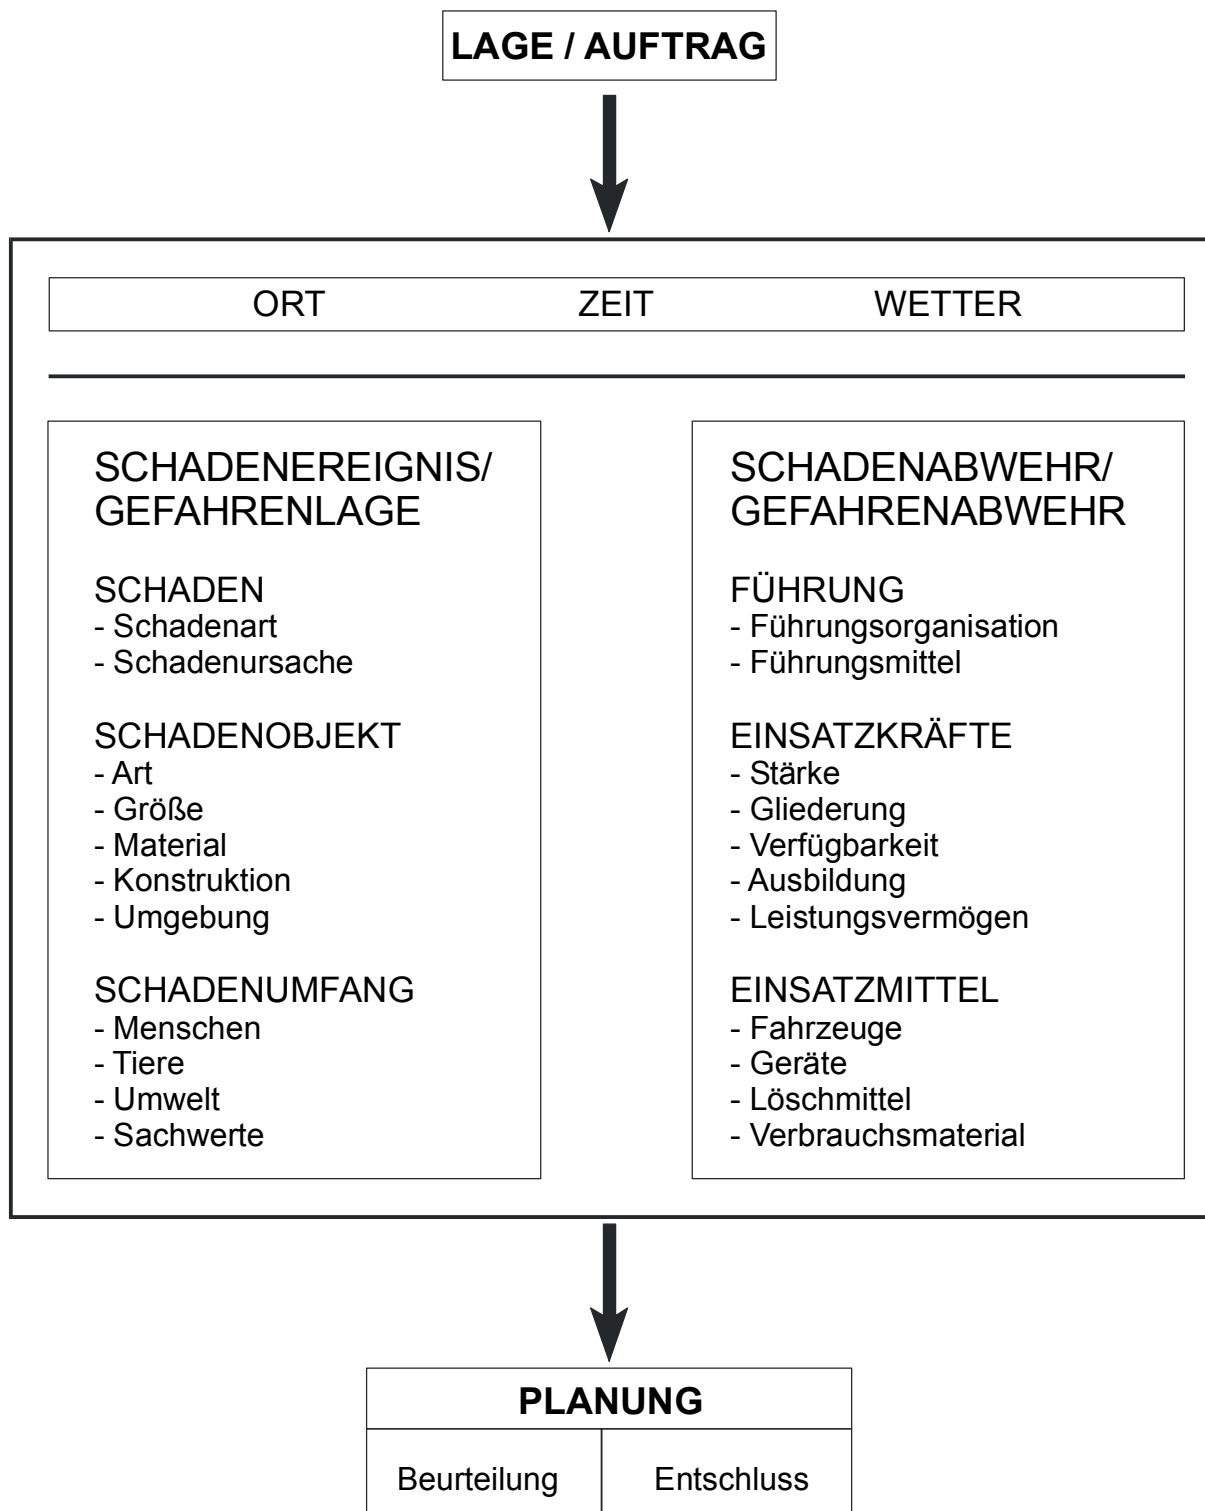 LAGE / AUFTRAG
ORT ZEIT WETTER
SCHADENEREIGNIS/
GEFAHRENLAGE
SCHADEN
- Schadenart
- Schadenursache
SCHADENOBJEKT
- Art
- Größe
- Material
- Konstruktion
- Umgebung
SCHADENUMFANG
- Menschen
- Tiere
- Umwelt
- Sachwerte
SCHADENABWEHR/
GEFAHRENABWEHR
FÜHRUNG
- Führungsorganisation
- Führungsmittel
EINSATZKRÄFTE
- Stärke
- Gliederung
- Verfügbarkeit
- Ausbildung
- Leistungsvermögen
EINSATZMITTEL
- Fahrzeuge
- Geräte
- Löschmittel
- Verbrauchsmaterial
PLANUNG
Beurteilung Entschluss